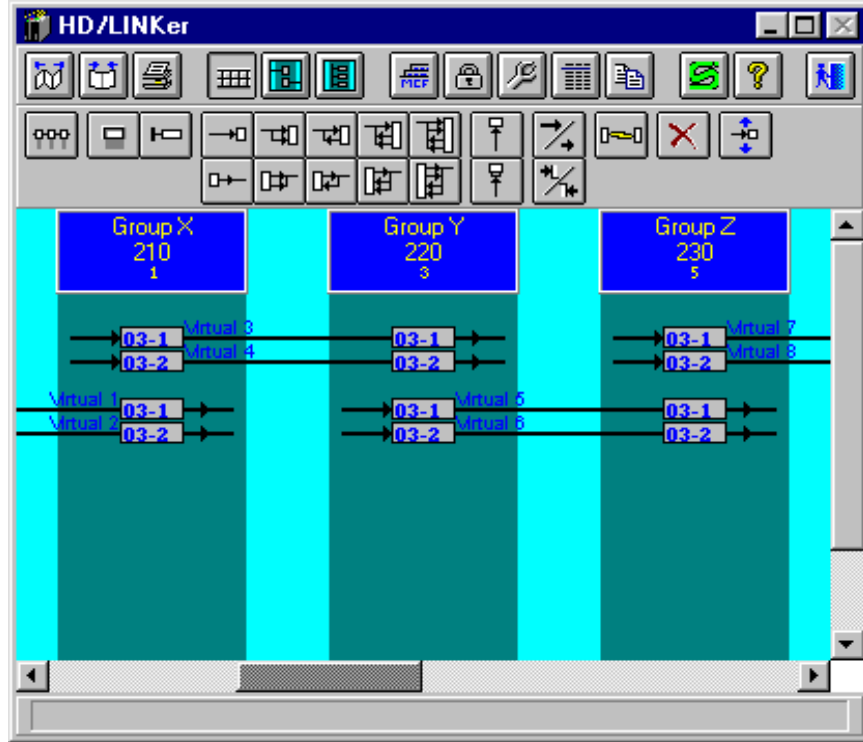 HD/LINKer
MCF
Group X
210
1
Group Y
220
3
Group Z
230
5
03-1 Virtual 3 03-1 03-1 Virtual 7
03-2 Virtual 4 03-2 03-2 Virtual 8
Virtual 1 03-1 03-1 Virtual 5 03-1
Virtual 2 03-2 03-2 Virtual 6 03-2